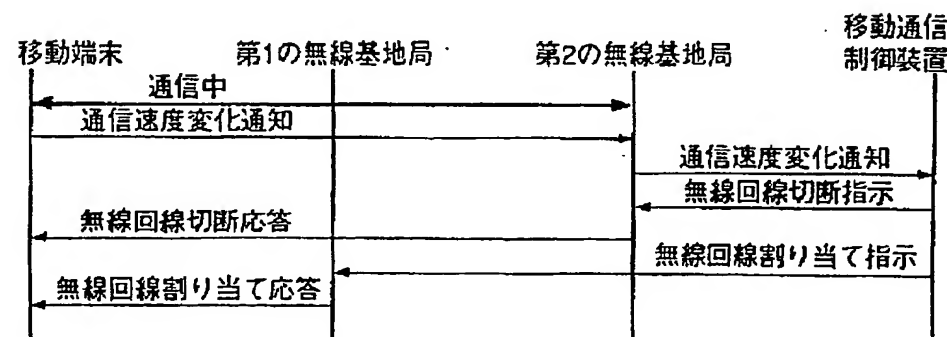 移動端末
第1の無線基地局
第2の無線基地局
移動通信
制御装置
通信中
通信速度変化通知
通信速度変化通知
無線回線切断指示
無線回線切断応答
無線回線割り当て指示
無線回線割り当て応答